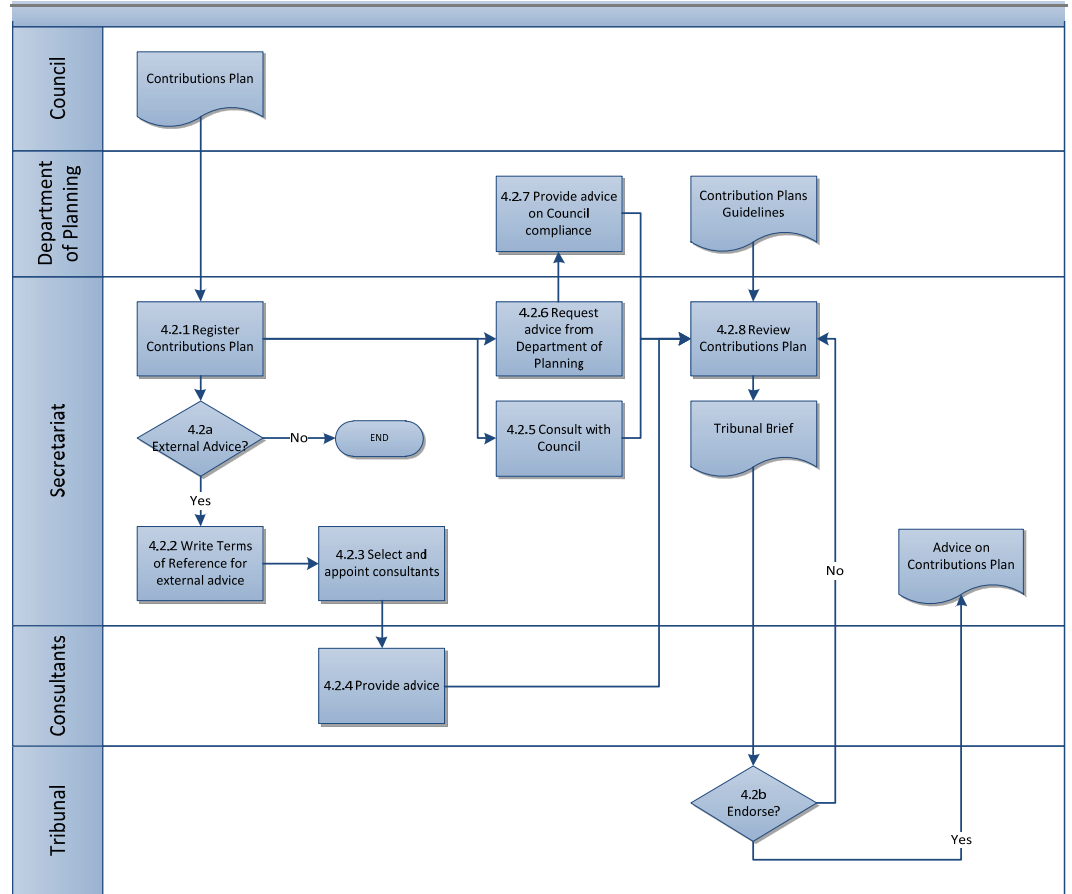 Council
Contributions Plan
Department
of Planning
4.2.7 Provide advice
on Council
compliance
Contribution Plans
Guidelines
Secretariat
4.2.1 Register
Contributions Plan
4.2.6 Request
advice from
Department of
Planning
4.2.8 Review
Contributions Plan
4.2a
External Advice?
No
END
4.2.5 Consult with
Council
Tribunal Brief
Yes
4.2.2 Write Terms
of Reference for
external advice
4.2.3 Select and
appoint consultants
No
Advice on
Contributions Plan
Consultants
4.2.4 Provide advice
Tribunal
4.2b
Endorse?
Yes